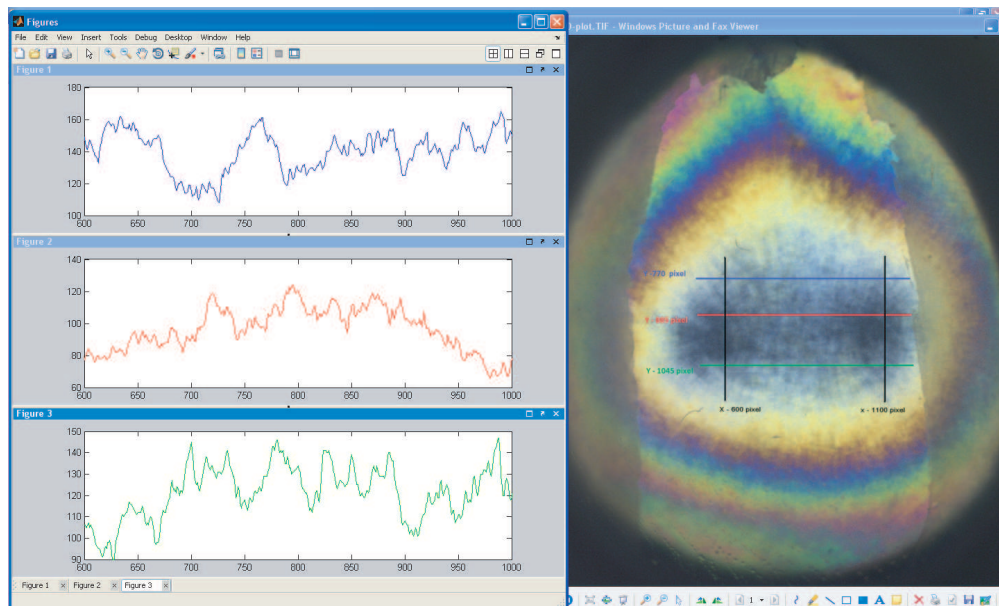 Figures
File Edit View Insert Tools Debug Desktop Window Help
Figure 1
180
160
140
120
100
600 650 700 750 800 850 900 950 1000
Figure 2
140
120
100
80
60
600 650 700 750 800 850 900 950 1000
Figure 3
150
140
130
120
110
100
90
600 650 700 750 800 850 900 950 1000
Figure 1 Figure 2 Figure 3
-plot.TIF - Windows Picture and Fax Viewer
pixel
pixel
Y - 1045 pixel
X - 600 pixel
x - 1100 pixel
1